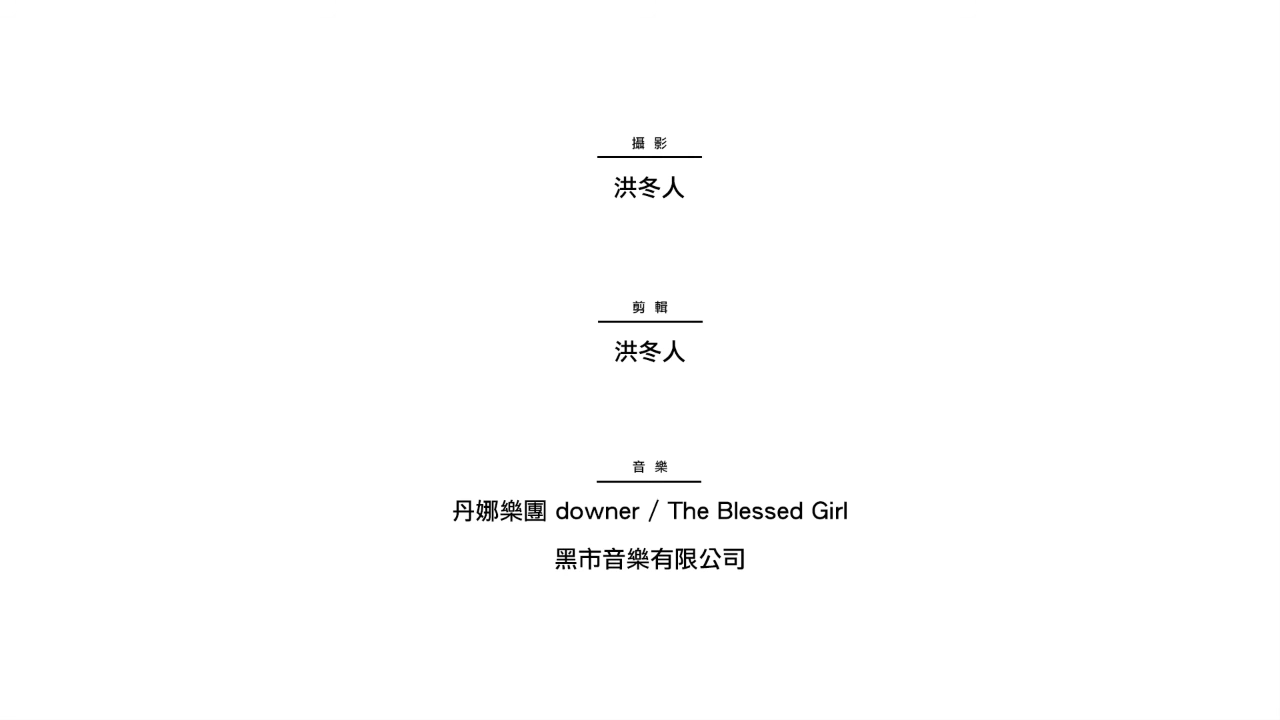 攝影
洪冬人
剪輯
洪冬人
音樂
丹娜樂團 downer / The Blessed Girl
黑市音樂有限公司